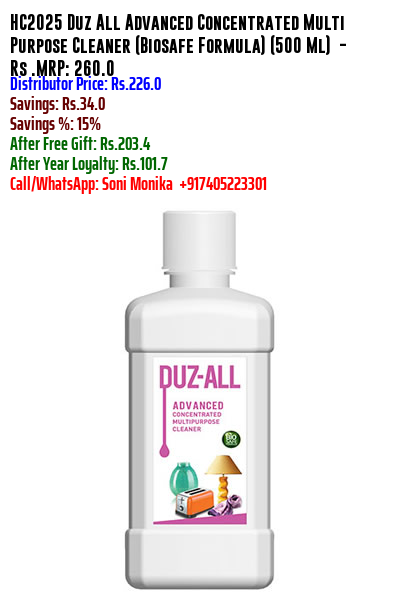 HC2025 Duz All Advanced Concentrated Multi
Purpose Cleaner (Biosafe Formula) (500 Ml) -
Rs .MRP: 260.0
Distributor Price: Rs.226.0
Savings: Rs.34.0
Savings %: 15%
After Free Gift: Rs.203.4
After Year Loyalty: Rs.101.7
Call/WhatsApp: Soni Monika +917405223301
DUZ-ALL
ADVANCED
CONCENTRATED
MULTIPURPOSE
CLEANER
BIO
SAFE